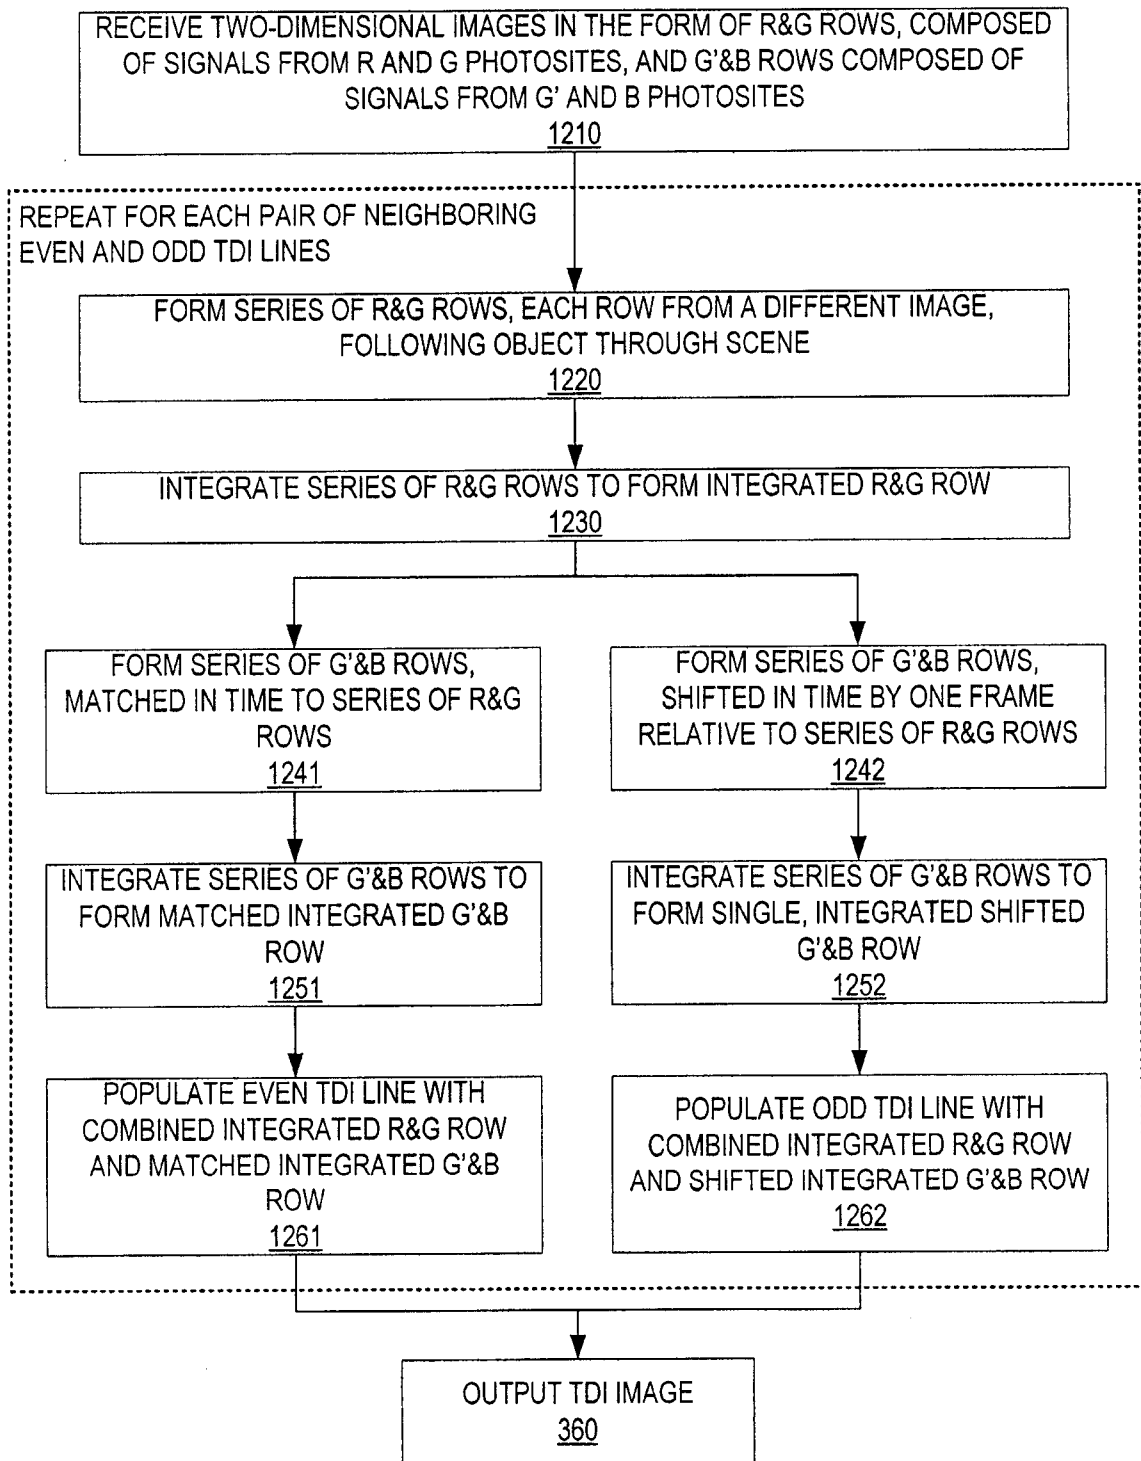 RECEIVE TWO-DIMENSIONAL IMAGES IN THE FORM OF R&G ROWS, COMPOSED
OF SIGNALS FROM R AND G PHOTOSITES, AND G'&B ROWS COMPOSED OF
SIGNALS FROM G' AND B PHOTOSITES
1210
REPEAT FOR EACH PAIR OF NEIGHBORING
EVEN AND ODD TDI LINES
FORM SERIES OF R&G ROWS, EACH ROW FROM A DIFFERENT IMAGE,
FOLLOWING OBJECT THROUGH SCENE
1220
INTEGRATE SERIES OF R&G ROWS TO FORM INTEGRATED R&G ROW
1230
FORM SERIES OF G'&B ROWS,
MATCHED IN TIME TO SERIES OF R&G
ROWS
1241
FORM SERIES OF G'&B ROWS,
SHIFTED IN TIME BY ONE FRAME
RELATIVE TO SERIES OF R&G ROWS
1242
INTEGRATE SERIES OF G'&B ROWS TO
FORM MATCHED INTEGRATED G'&B
ROW
1251
INTEGRATE SERIES OF G'&B ROWS TO
FORM SINGLE, INTEGRATED SHIFTED
G'&B ROW
1252
POPULATE EVEN TDI LINE WITH
COMBINED INTEGRATED R&G ROW
AND MATCHED INTEGRATED G'&B
ROW
1261
POPULATE ODD TDI LINE WITH
COMBINED INTEGRATED R&G ROW
AND SHIFTED INTEGRATED G'&B ROW
1262
OUTPUT TDI IMAGE
360